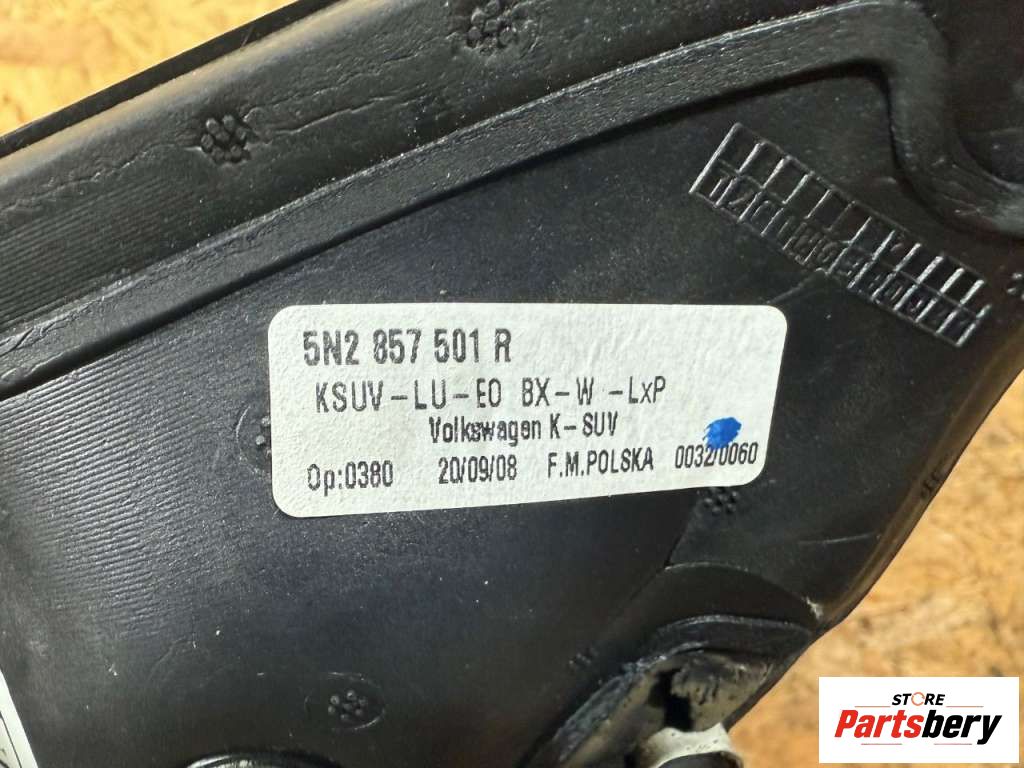 5N2 857 501 R
KSUV-LU-EO BX-W -LxP
Volkswagen K-SUV
Op:0380 20/09/08 F.M.POLSKA 0032/0060
STORE
Partsbery